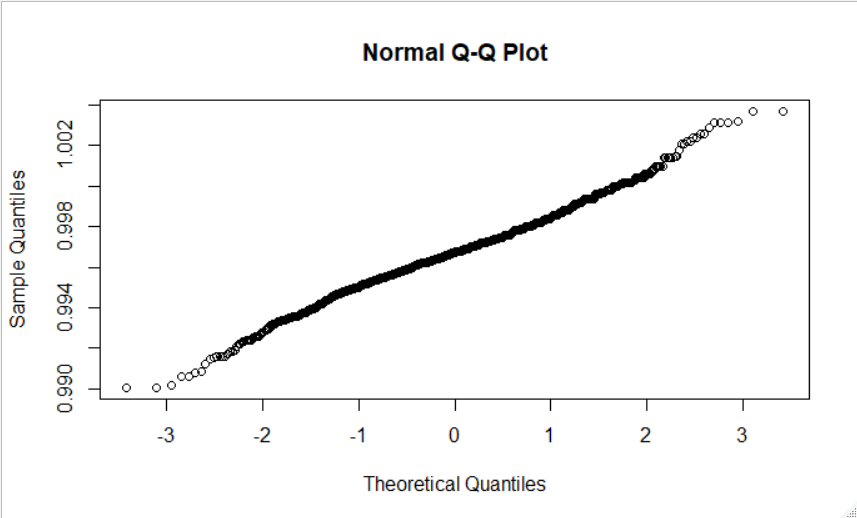 Normal Q-Q Plot
Sample Quantiles
1.002
0.998
0.994
0.990
-3 -2 -1 0 1 2 3
Theoretical Quantiles